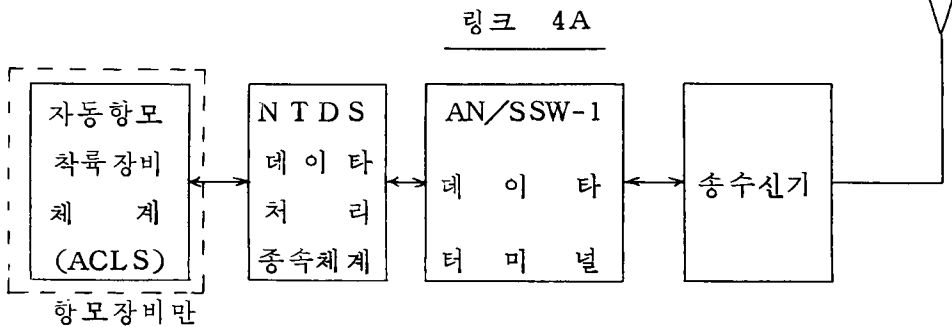 링크 4A
자동항모
착륙장비
체 계
(ACLS)
NTDS
데이타
처 리
종속체계
AN/SSW-1
데 이 타
터 미 널
송수신기
항모장비만